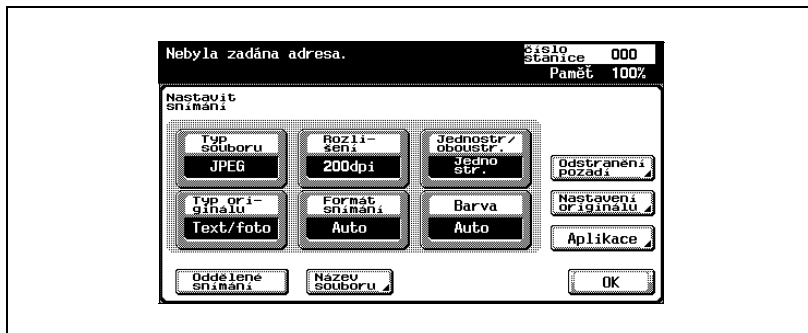 Nebyla zadána adresa.
číslo
stanice 000
Paměť 100%
Nastavit
snímání
Typ
souboru
JPEG
Rozli-
šení
200dpi
Jednostr/
oboustr.
Jedno
str.
Odstranění
pozadí
Typ ori-
ginálu
Text/foto
Formát
snímání
Auto
Barva
Auto
Nastavení
originálu
Aplikace
Oddělené
snímání
Název
souboru
OK